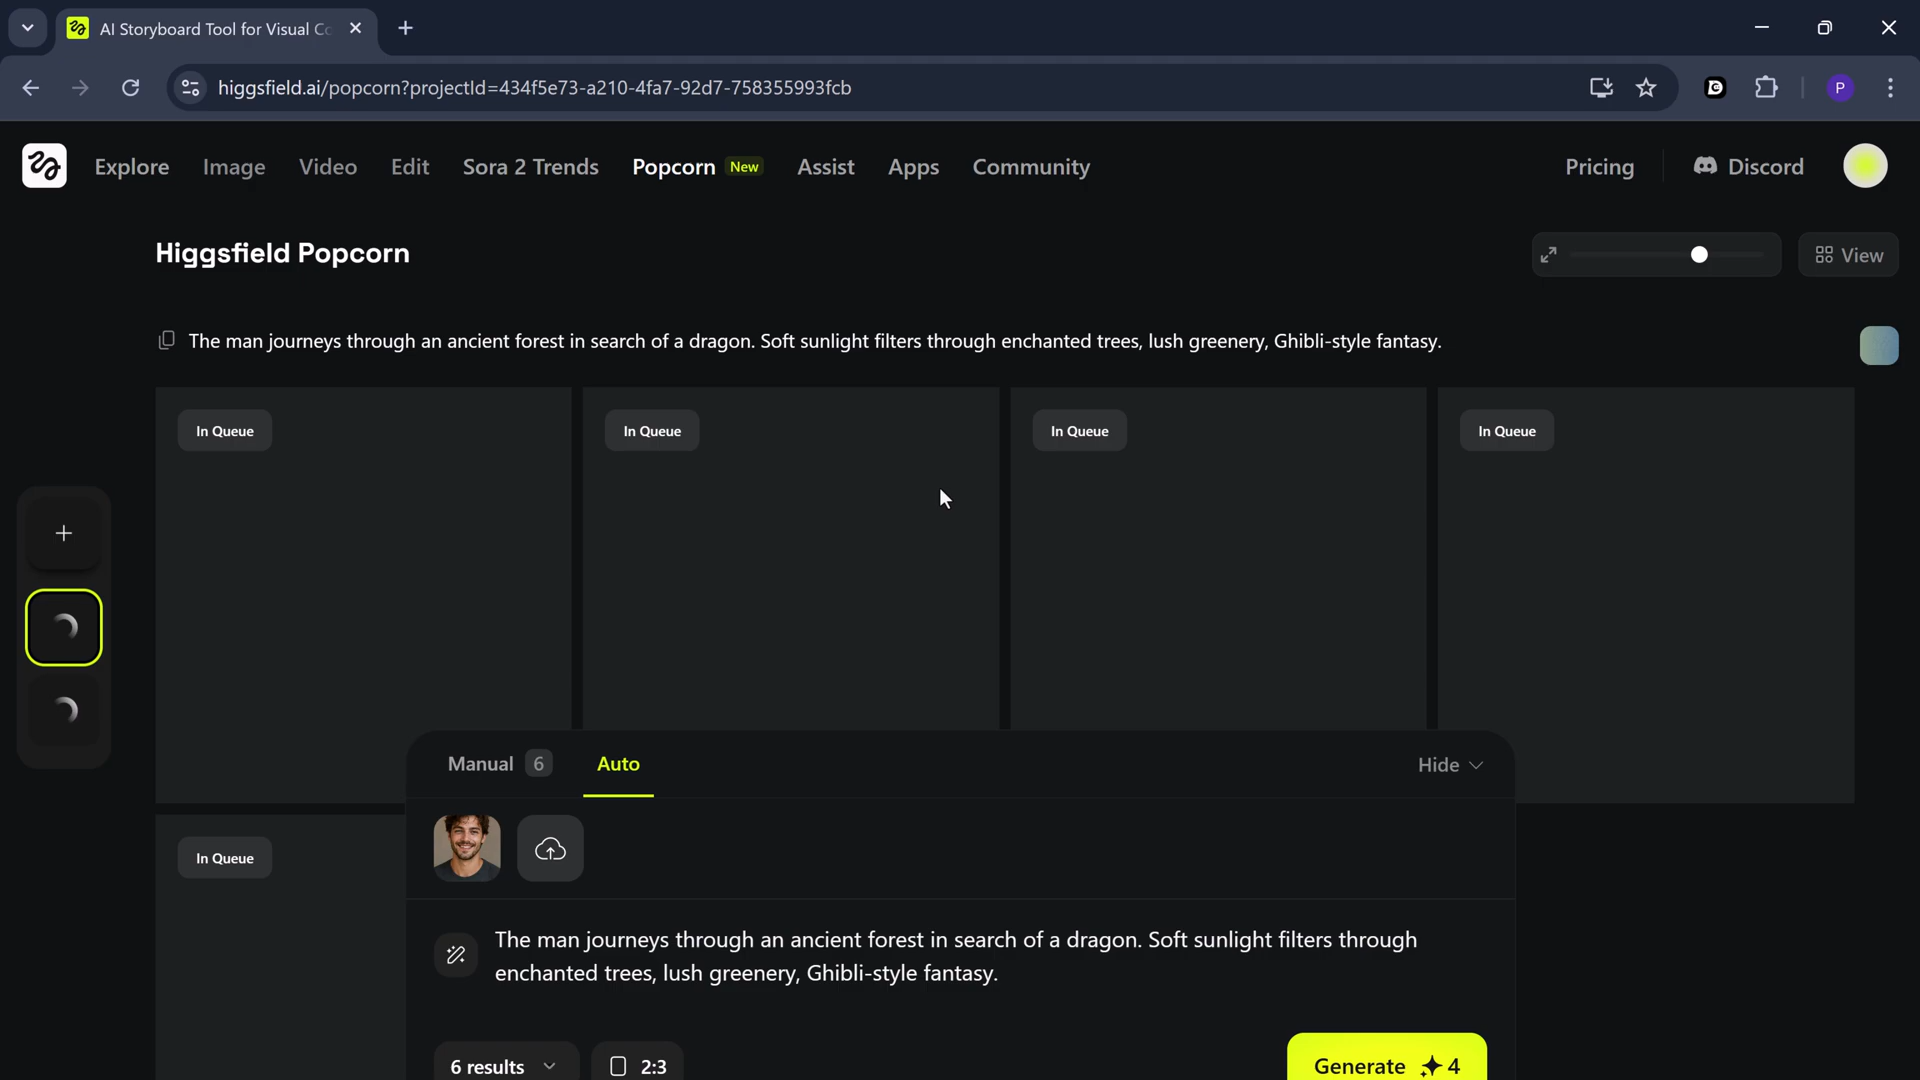 AI Storyboard Tool for Visual Co
higgsfield.ai/popcorn?projectId=434f5e73-a210-4fa7-92d7-758355993fcb
P
Explore Image Video Edit Sora 2 Trends Popcorn New Assist Apps Community Pricing Discord
Higgsfield Popcorn
View
The man journeys through an ancient forest in search of a dragon. Soft sunlight filters through enchanted trees, lush greenery, Ghibli-style fantasy.
In Queue In Queue In Queue In Queue
Manual 6 Auto Hide
In Queue
The man journeys through an ancient forest in search of a dragon. Soft sunlight filters through
enchanted trees, lush greenery, Ghibli-style fantasy.
6 results 2:3 Generate 4